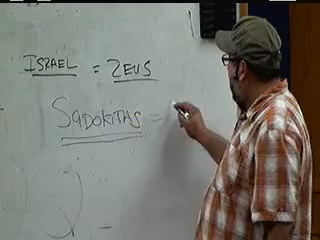 ISRAEL = ZEUS
SADOKITAS =